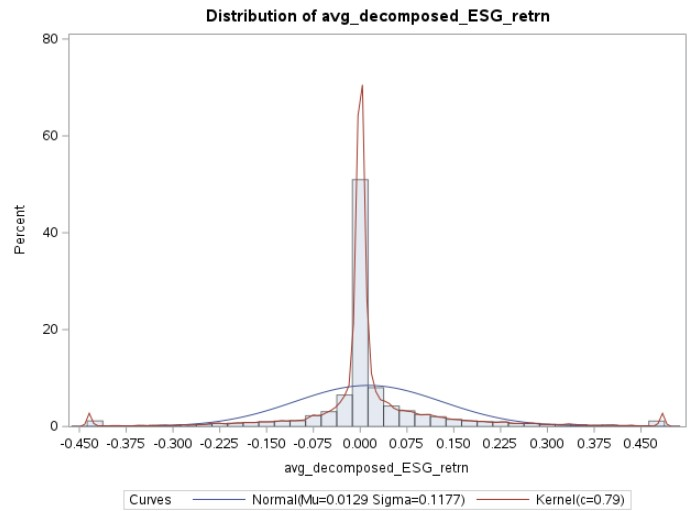 Distribution of avg_decomposed_ESG_retrn
80
60
40
20
0
Percent
-0.450 -0.375 -0.300 -0.225 -0.150 -0.075 0.000 0.075 0.150 0.225 0.300 0.375 0.450
avg_decomposed_ESG_retrn
Curves Normal(Mu=0.0129 Sigma=0.1177) Kernel(c=0.79)